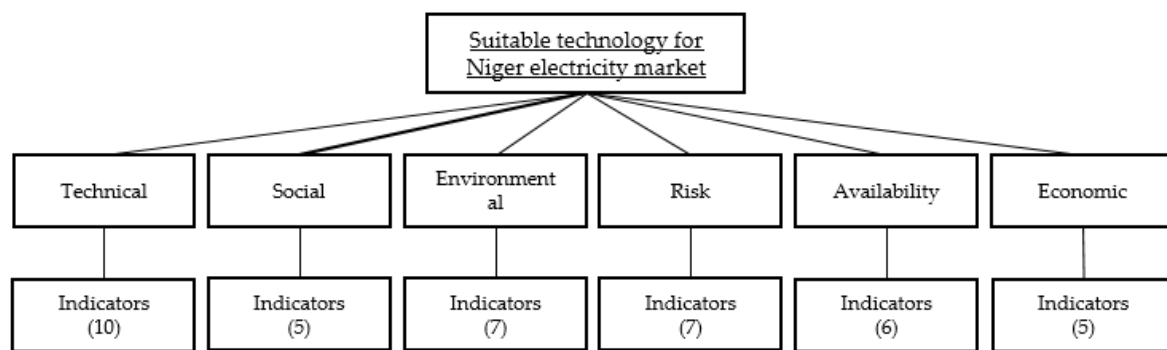 Suitable technology for
Niger electricity market
Technical
Social
Environment
al
Risk
Availability
Economic
Indicators
(10)
Indicators
(5)
Indicators
(7)
Indicators
(7)
Indicators
(6)
Indicators
(5)